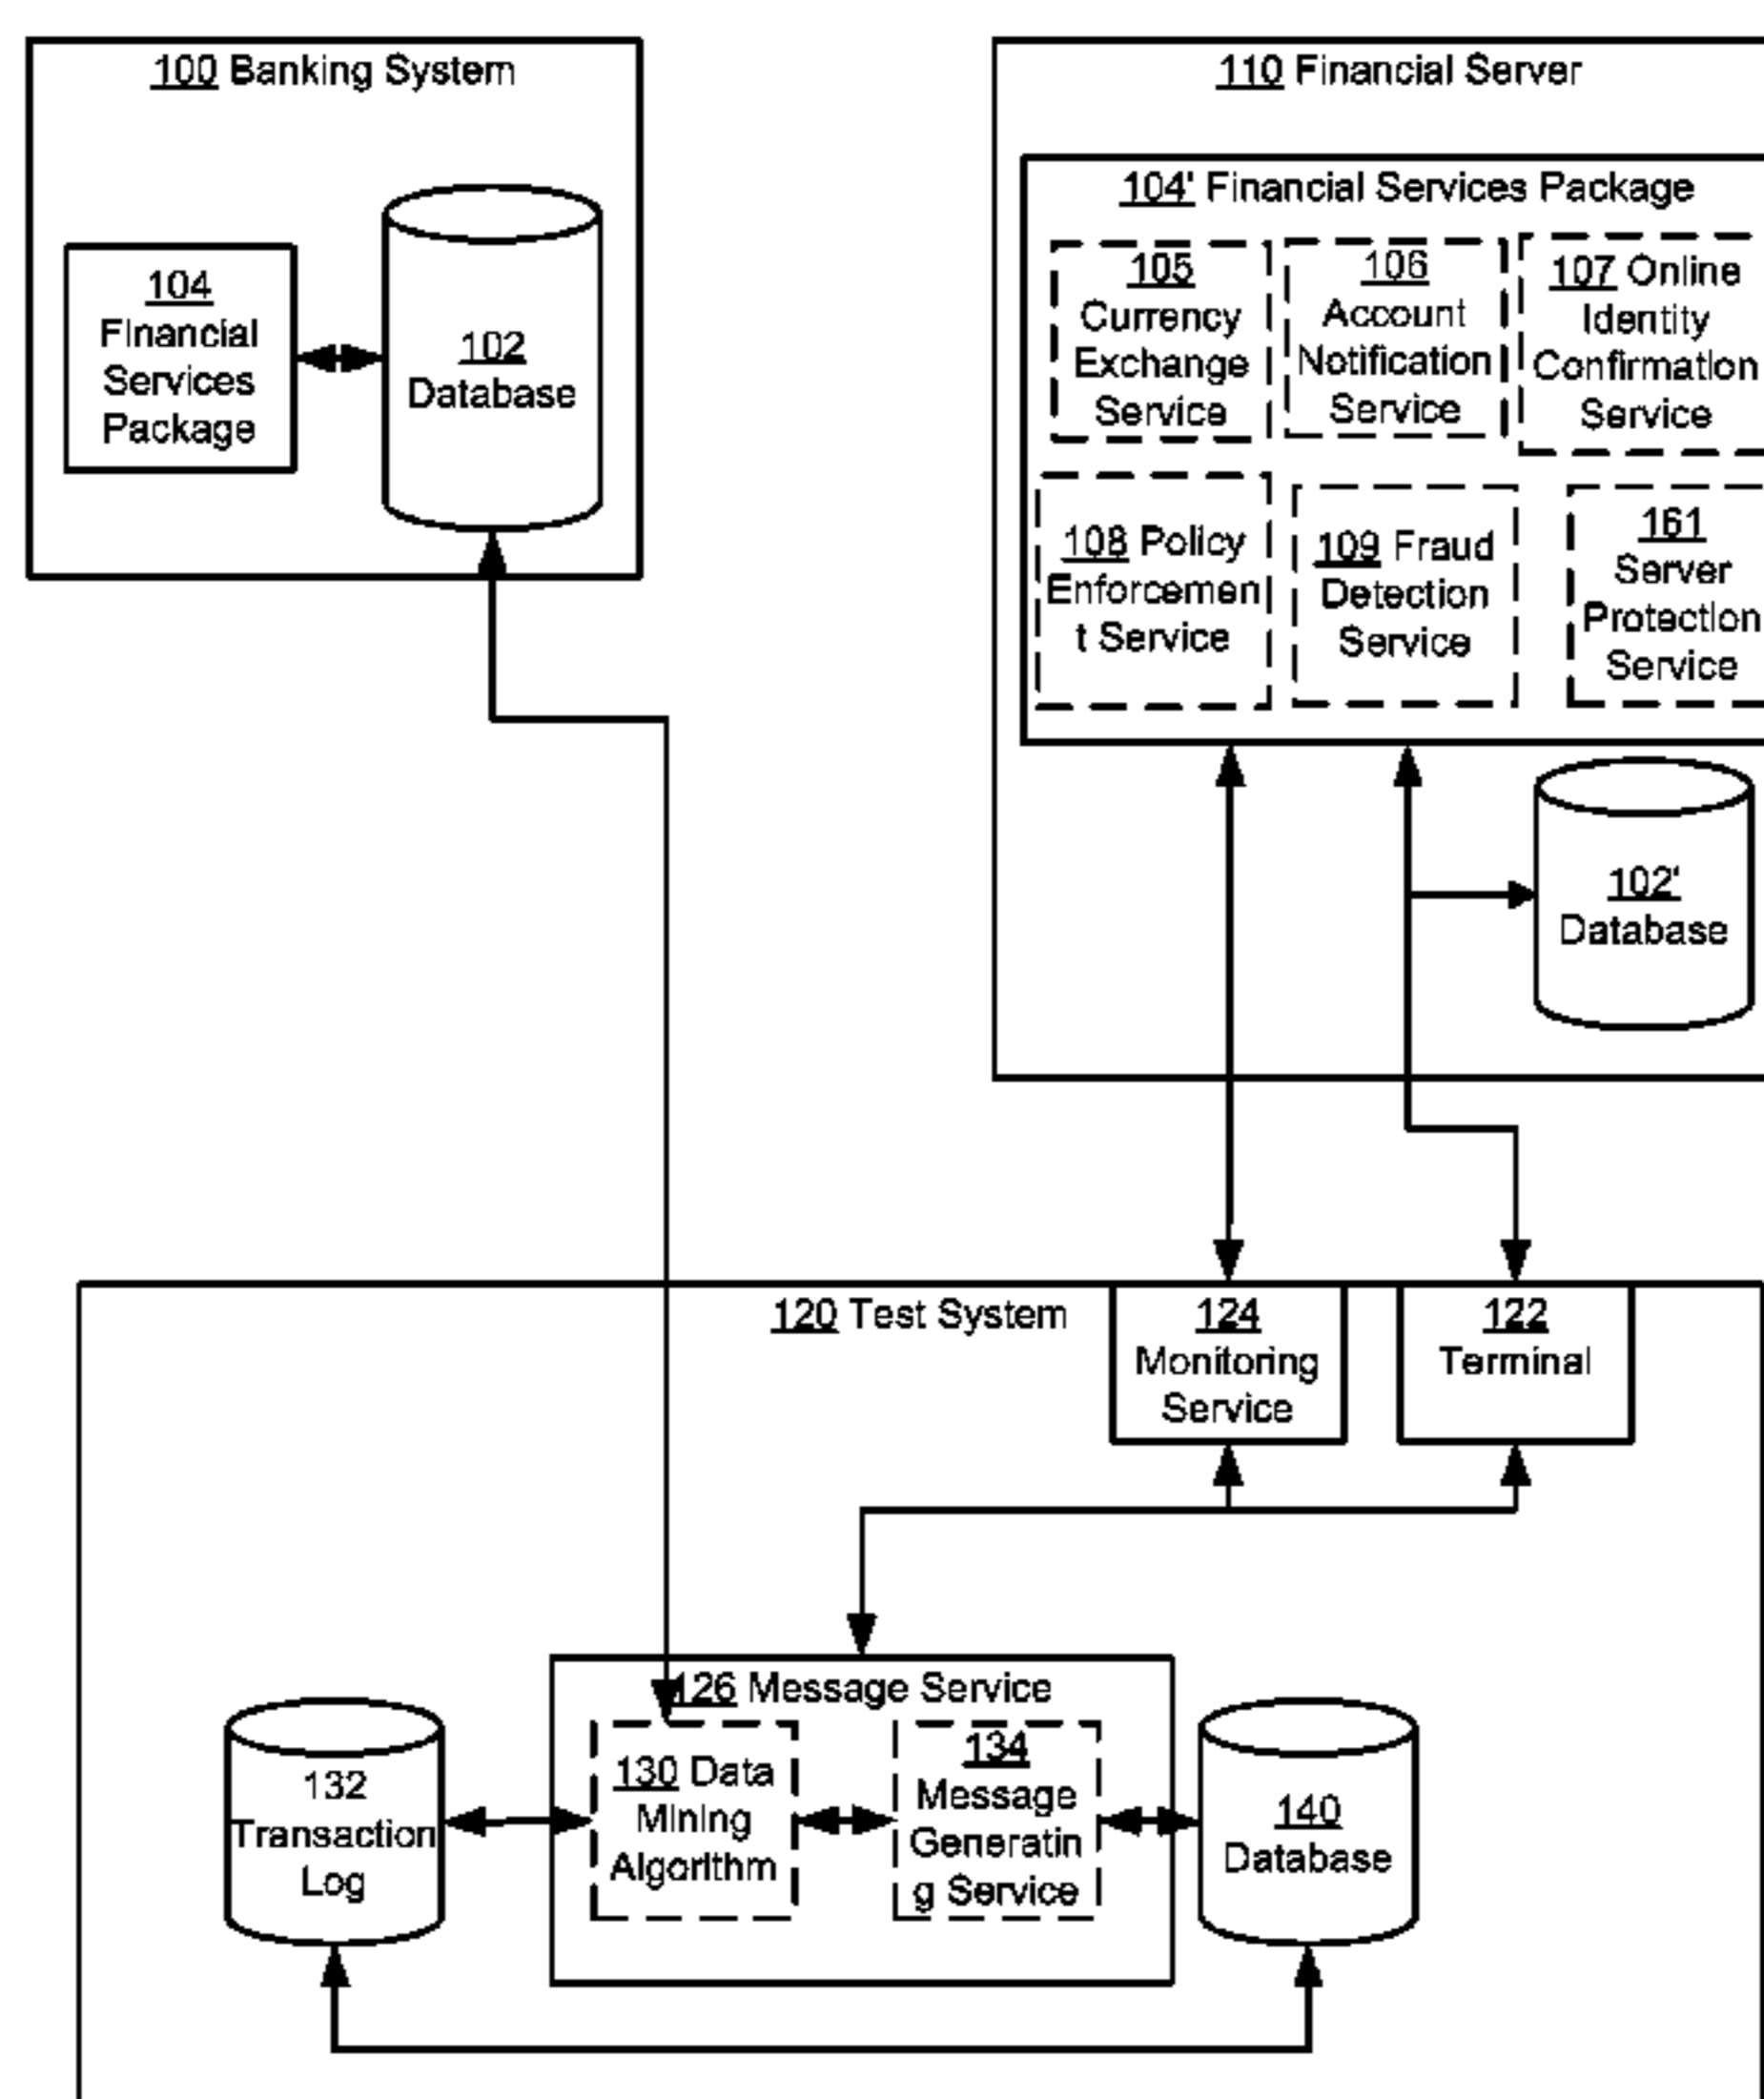 100 Banking System
104
Financial
Services
Package
102
Database
110 Financial Server
104' Financial Services Package
105
Currency
Exchange
Service
106
Account
Notification
Service
107 Online
Identity
Confirmation
Service
108 Policy
Enforcemen
t Service
109 Fraud
Detection
Service
161
Server
Protection
Service
102'
Database
120 Test System
124
Monitoring
Service
122
Terminal
126 Message Service
132
Transaction
Log
130 Data
Mining
Algorithm
134
Message
Generatin
g Service
140
Database